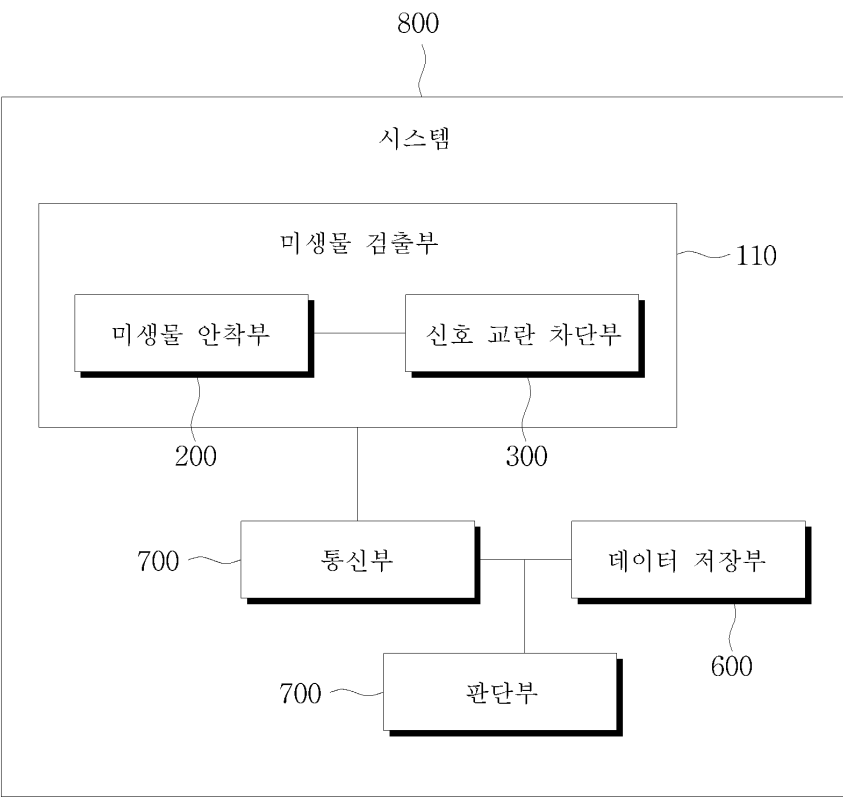 800
시스템
미생물 검출부
110
미생물 안착부
신호 교란 차단부
200
300
700
통신부
데이터 저장부
600
700
판단부